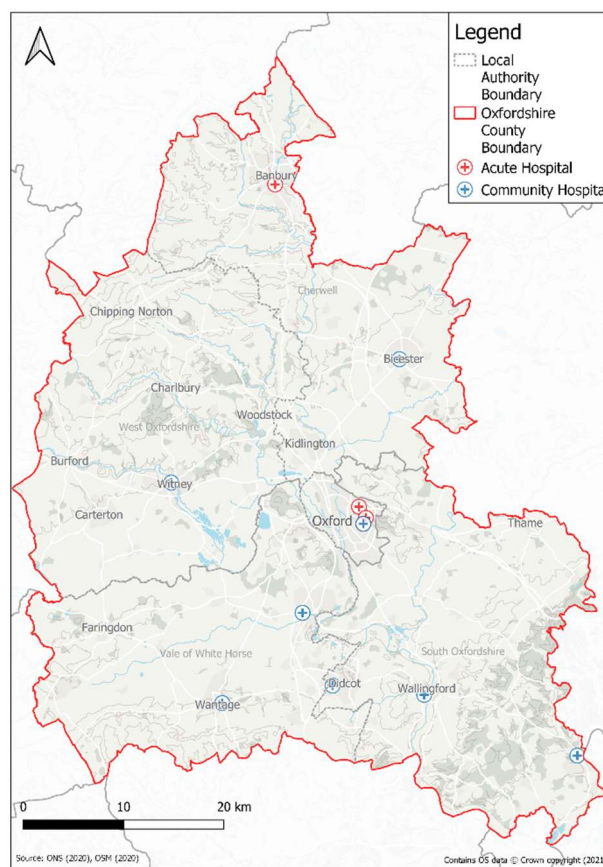 Legend
Local
Authority
Boundary
Oxfordshire
County
Boundary
Acute Hospital
Community Hospital
Banbury
Cherwell
Chipping Norton
Bicester
Charlbury
Woodstock
West Oxfordshire
Kidlington
Burford
Witney
Carterton
Oxford
Thame
Faringdon
Vale of White Horse
South Oxfordshire
Didcot
Wallingford
Wantage
0 10 20 km
Source: ONS (2020), OSM (2020)
Contains OS data © Crown copyright (2021